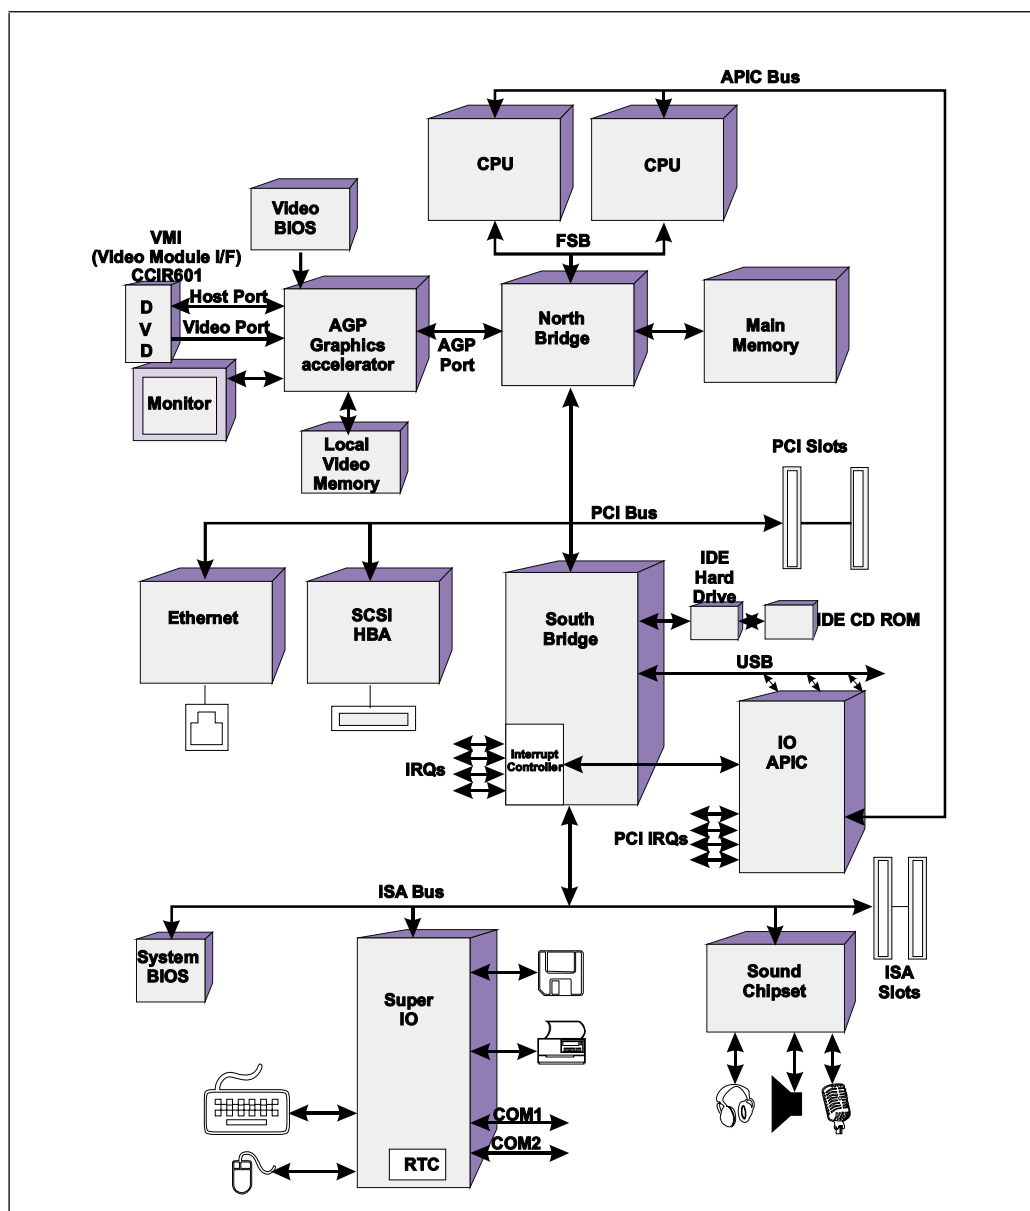 APIC Bus
CPU
CPU
FSB
Video
BIOS
VMI
(Video Module I/F)
CCIR601
D
V
D
Host Port
Video Port
AGP
Graphics
accelerator
AGP
Port
North
Bridge
Main
Memory
Monitor
Local
Video
Memory
PCI Slots
PCI Bus
Ethernet
SCSI
HBA
South
Bridge
IDE
Hard
Drive
IDE CD ROM
USB
IO
APIC
Interrupt
Controller
IRQs
PCI IRQs
ISA Bus
System
BIOS
Super
IO
Sound
Chipset
ISA
Slots
COM1
COM2
RTC